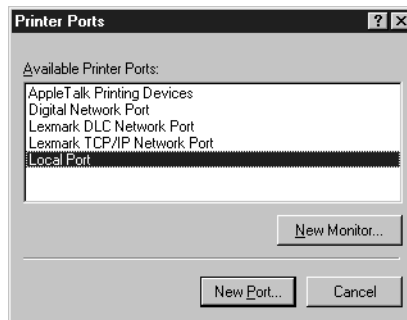 Printer Ports
Available Printer Ports:
AppleTalk Printing Devices
Digital Network Port
Lexmark DLC Network Port
Lexmark TCP/IP Network Port
Local Port
New Monitor...
New Port...
Cancel